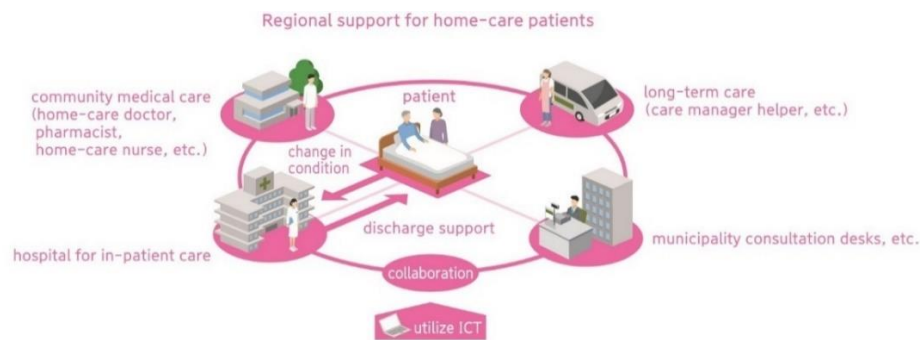 Regional support for home-care patients
community medical care
(home-care doctor,
pharmacist,
home-care nurse, etc.)
patient
long-term care
(care manager helper, etc.)
change in
condition
discharge support
hospital for in-patient care
municipality consultation desks, etc.
collaboration
utilize ICT